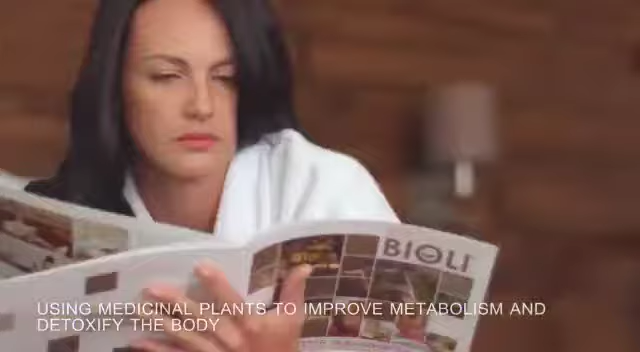 BIOLI
USING MEDICINAL PLANTS TO IMPROVE METABOLISM AND
DETOXIFY THE BODY